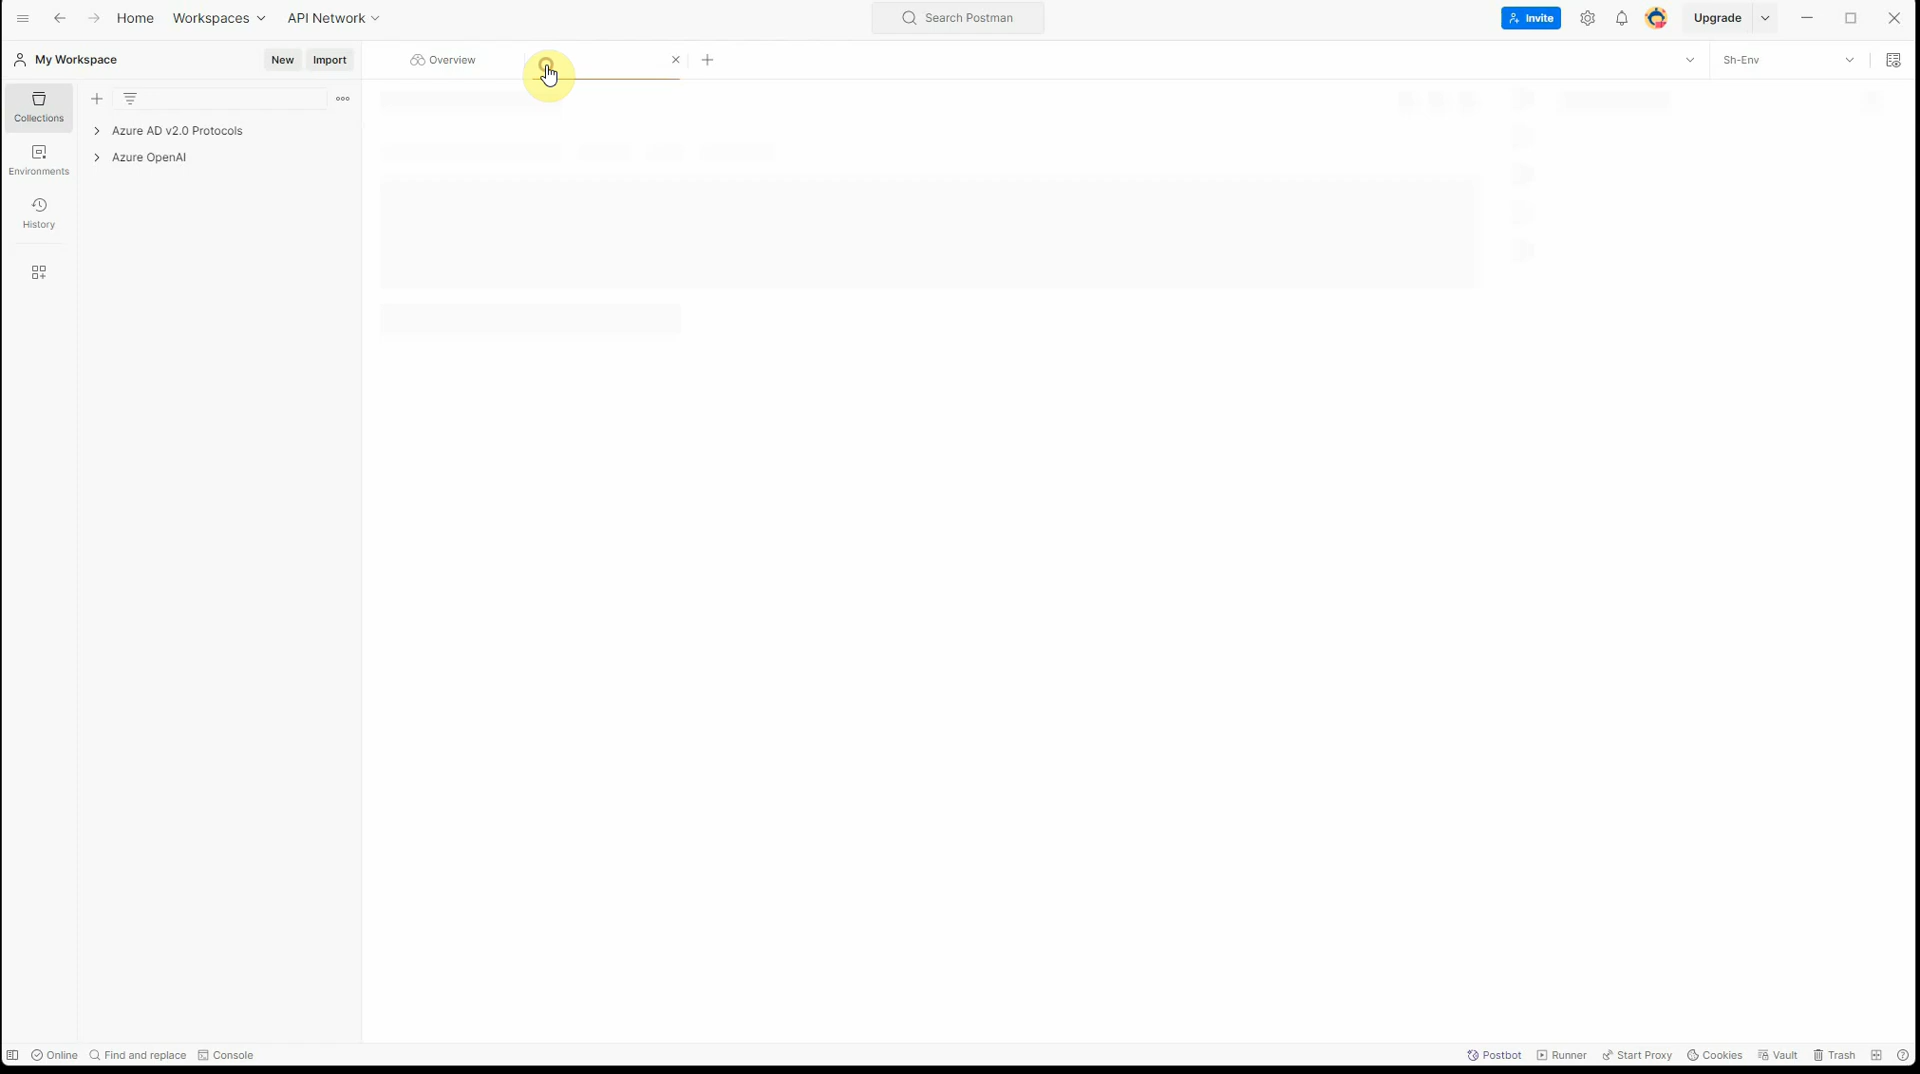 Home Workspaces API Network Search Postman Invite Upgrade
My Workspace New Import Overview Sh-Env
Collections
Azure AD v2.0 Protocols
Azure OpenAI
Environments
History
Online Find and replace Console Postbot Runner Start Proxy Cookies Vault Trash